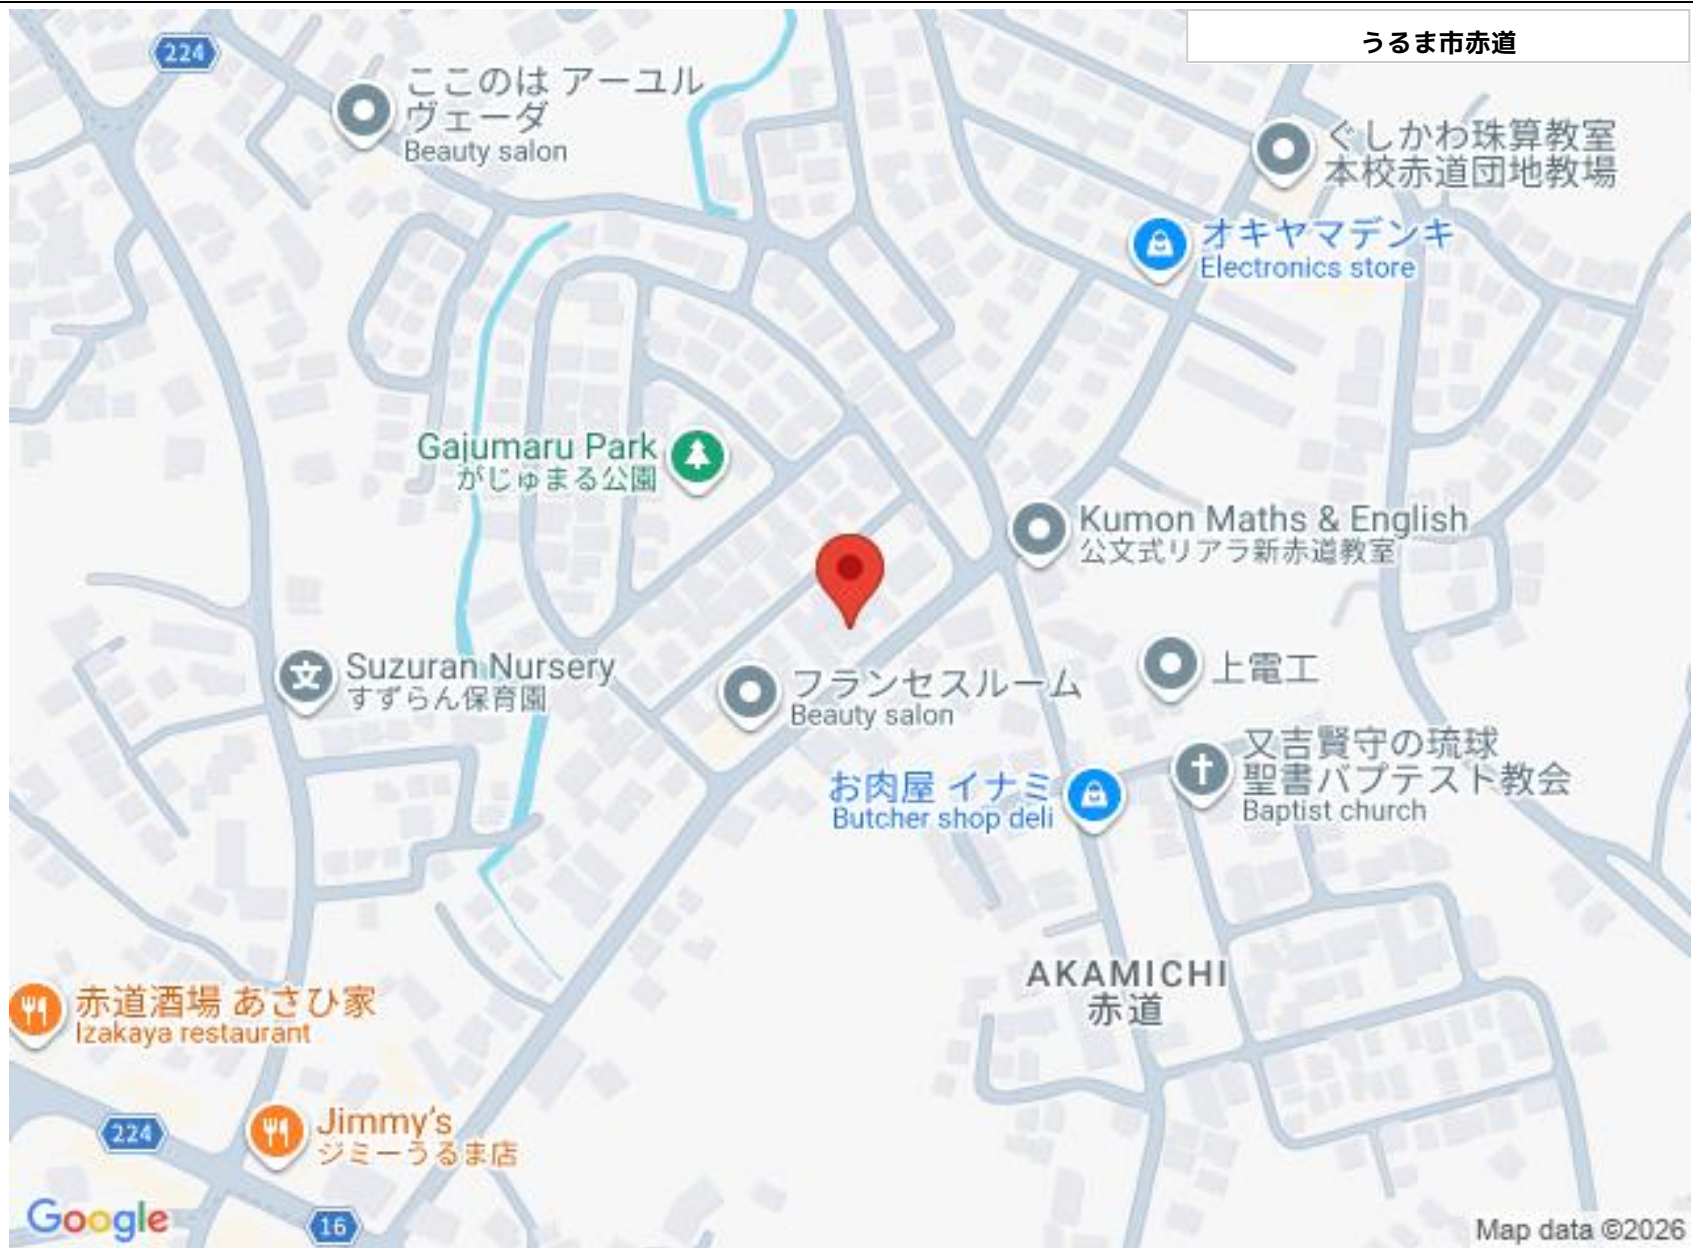 うるま市赤道
224
ここのは アーユル
ヴェーダ
Beauty salon
ぐしかわ珠算教室
本校赤道団地教場
オキヤマデンキ
Electronics store
Gajumaru Park
がじゅまる公園
Kumon Maths & English
公文式リアラ新赤道教室
Suzuran Nursery
すずらん保育園
フランセスルーム
Beauty salon
上電工
又吉賢守の琉球
聖書バプテスト教会
Baptist church
お肉屋 イナミ
Butcher shop deli
AKAMICHI
赤道
赤道酒場 あさひ家
Izakaya restaurant
Jimmy's
ジミーうるま店
224
16
Google
Map data ©2026